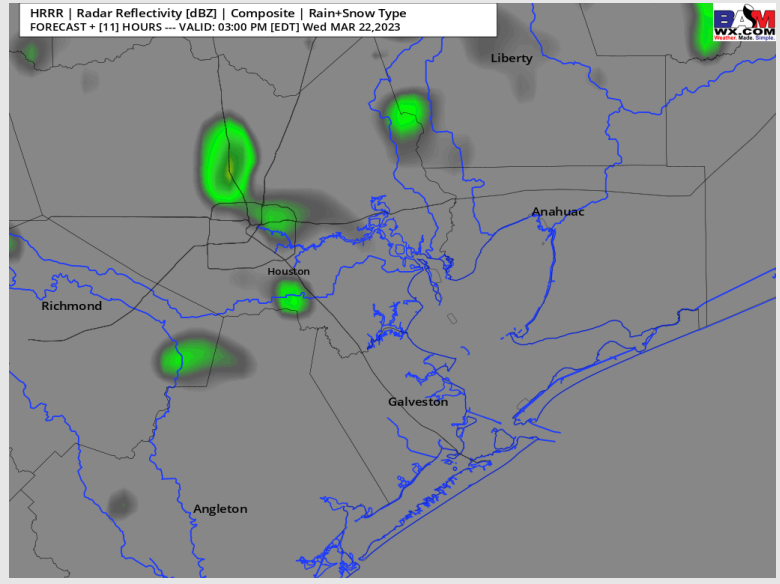 HRRR | Radar Reflectivity [dBZ] | Composite | Rain+Snow Type
FORECAST + [11] HOURS --- VALID: 03:00 PM [EDT] Wed MAR 22,2023
BAM
WX.COM
Weather. Made. Simple.
Liberty
Anahuac
Houston
Richmond
Galveston
Angleton